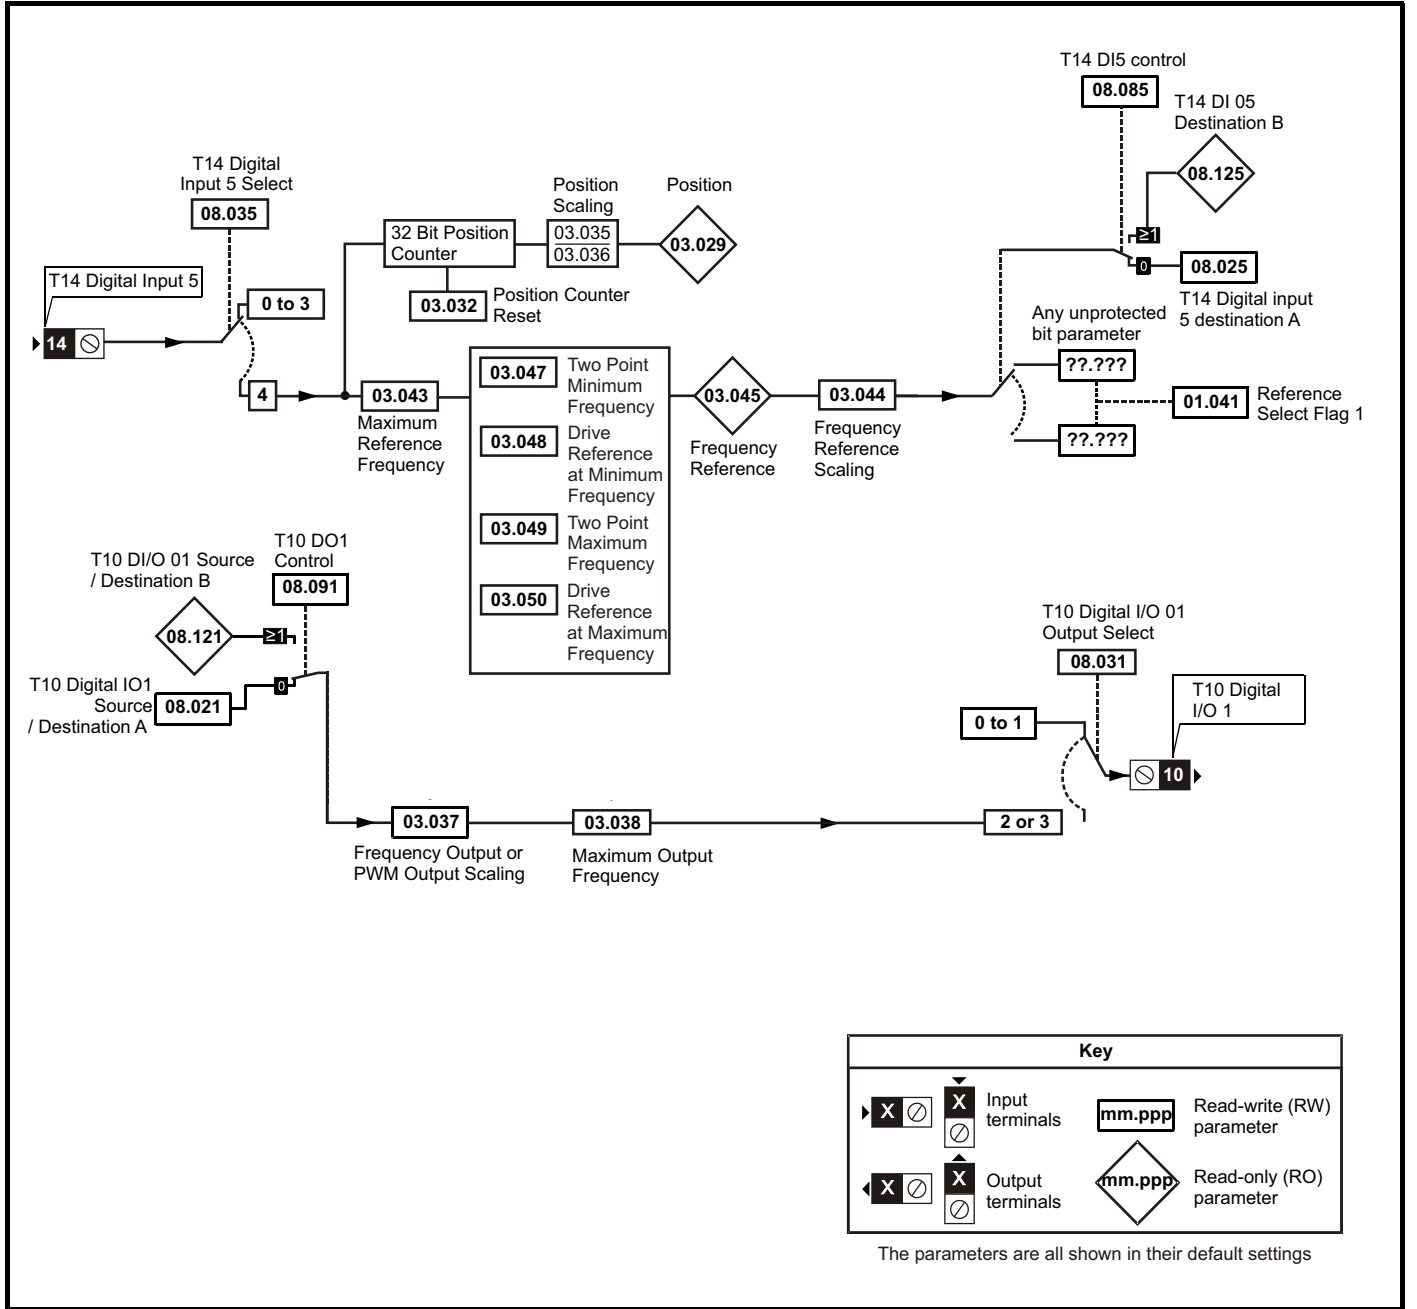 T14 DI5 control
08.085
T14 DI 05
Destination B
08.125
≥1
0
08.025
T14 Digital input
5 destination A
T14 Digital
Input 5 Select
08.035
T14 Digital Input 5
14
0 to 3
4
32 Bit Position
Counter
Position
Scaling
03.035
03.036
Position
03.029
03.032
Position Counter
Reset
03.043
Maximum
Reference
Frequency
03.047
Two Point
Minimum
Frequency
03.048
Drive
Reference
at Minimum
Frequency
03.049
Two Point
Maximum
Frequency
03.050
Drive
Reference
at Maximum
Frequency
03.045
Frequency
Reference
03.044
Frequency
Reference
Scaling
Any unprotected
bit parameter
??.???
??.???
01.041
Reference
Select Flag 1
T10 DI/O 01 Source
/ Destination B
08.121
≥1
T10 DO1
Control
08.091
T10 Digital IO1
Source
/ Destination A
08.021
0
03.037
Frequency Output or
PWM Output Scaling
03.038
Maximum Output
Frequency
T10 Digital I/O 01
Output Select
08.031
0 to 1
2 or 3
T10 Digital
I/O 1
10
Key
X
X
Input
terminals
mm.ppp
Read-write (RW)
parameter
X
X
Output
terminals
mm.ppp
Read-only (RO)
parameter
The parameters are all shown in their default settings